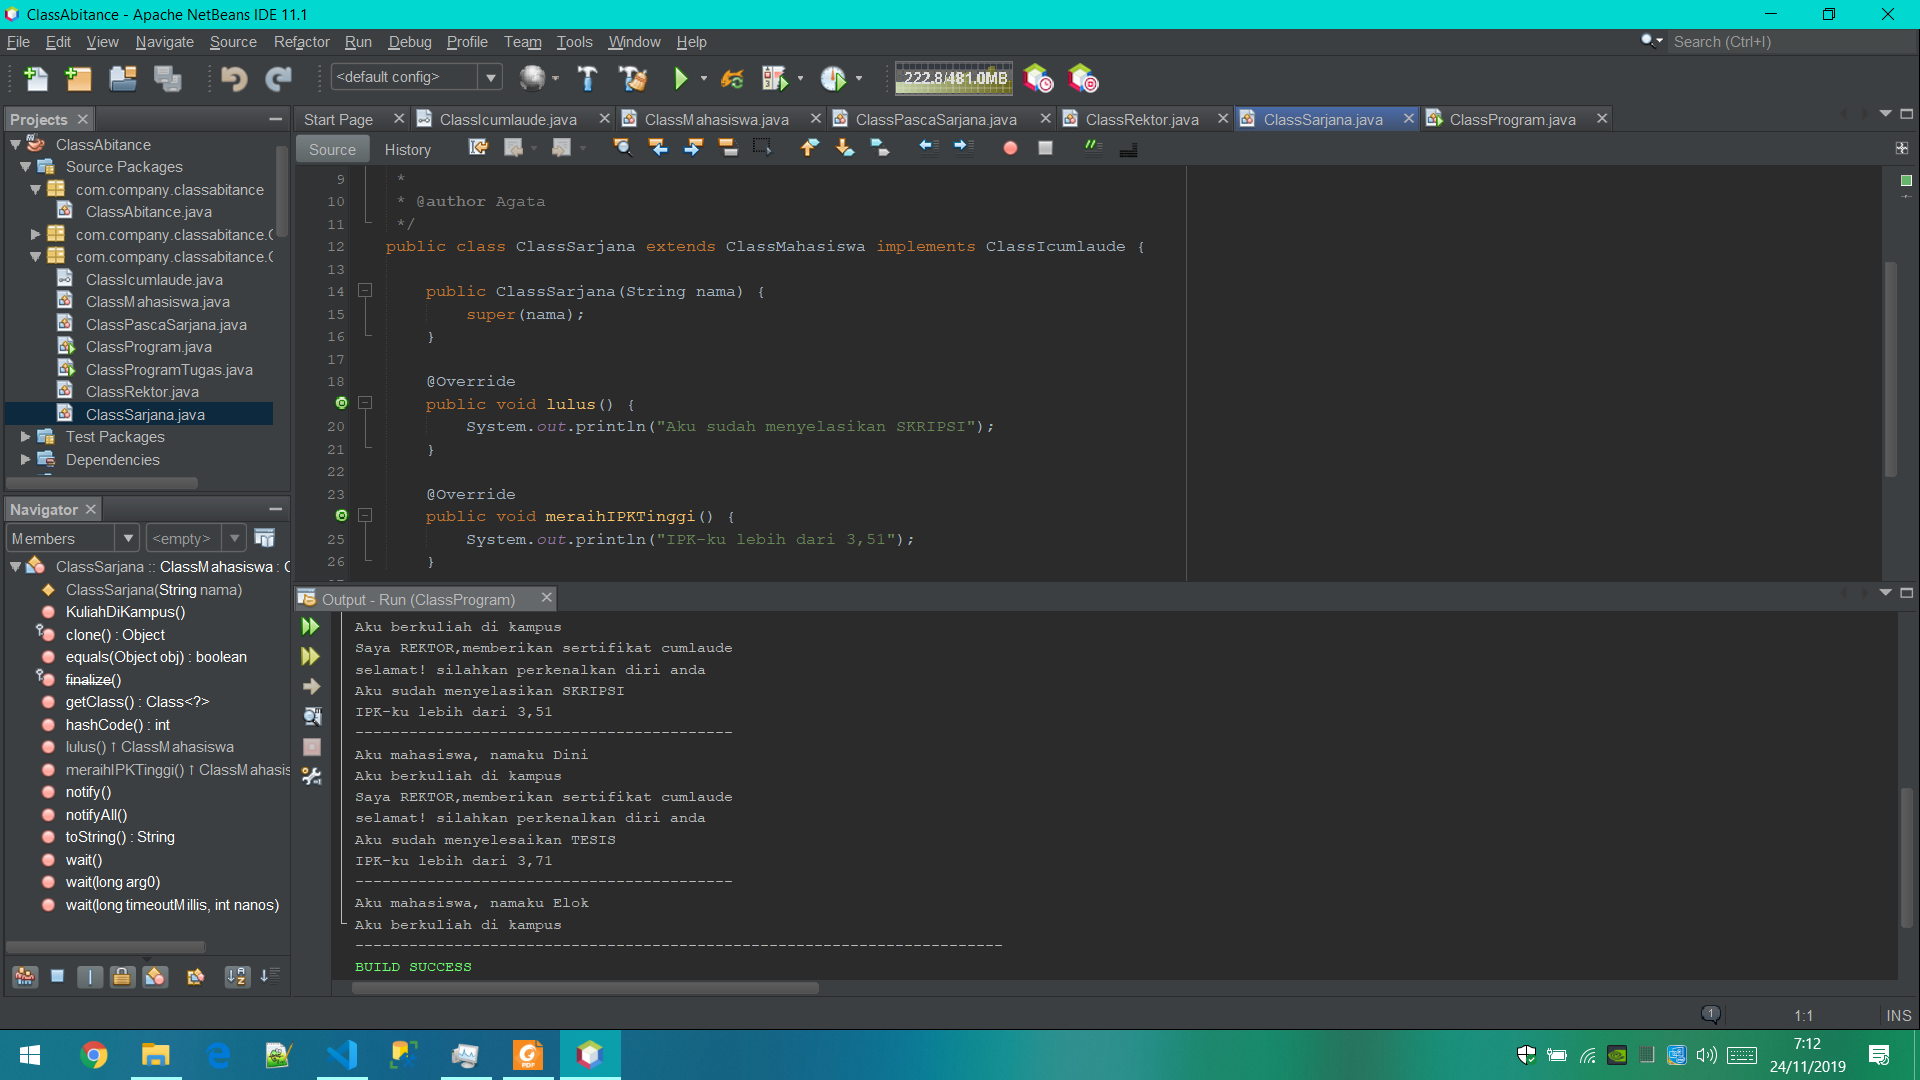 ClassAbitance - Apache NetBeans IDE 11.1
File Edit View Navigate Source Refactor Run Debug Profile Team Tools Window Help
Search (Ctrl+I)
<default config>
222.8/481.0MB
Projects
Start Page
ClassIcumlaude.java
ClassMahasiswa.java
ClassPascaSarjana.java
ClassRektor.java
ClassSarjana.java
ClassProgram.java
Source History
ClassAbitance
Source Packages
com.company.classabitance
ClassAbitance.java
com.company.classabitance.
com.company.classabitance.
ClassIcumlaude.java
ClassMahasiswa.java
ClassPascaSarjana.java
ClassProgram.java
ClassProgramTugas.java
ClassRektor.java
ClassSarjana.java
Test Packages
Dependencies
9 *
10 * @author Agata
11 */
12 public class ClassSarjana extends ClassMahasiswa implements ClassIcumlaude {
13
14 public ClassSarjana(String nama) {
15 super(nama);
16 }
17
18 @Override
public void lulus() {
20 System.out.println("Aku sudah menyelasikan SKRIPSI");
21 }
22
23 @Override
public void meraihIPKTinggi() {
25 System.out.println("IPK-ku lebih dari 3,51");
26 }
Navigator
Members
<empty>
ClassSarjana :: ClassMahasiswa :
ClassSarjana(String nama)
KuliahDiKampus()
clone() : Object
equals(Object obj) : boolean
finalize()
getClass() : Class<?>
hashCode() : int
lulus() ↑ ClassMahasiswa
meraihIPKTinggi() ↑ ClassMahasis
notify()
notifyAll()
toString() : String
wait()
wait(long arg0)
wait(long timeoutMillis, int nanos)
Output - Run (ClassProgram)
Aku berkuliah di kampus
Saya REKTOR,memberikan sertifikat cumlaude
selamat! silahkan perkenalkan diri anda
Aku sudah menyelasikan SKRIPSI
IPK-ku lebih dari 3,51
------------------------------------------
Aku mahasiswa, namaku Dini
Aku berkuliah di kampus
Saya REKTOR,memberikan sertifikat cumlaude
selamat! silahkan perkenalkan diri anda
Aku sudah menyelesaikan TESIS
IPK-ku lebih dari 3,71
------------------------------------------
Aku mahasiswa, namaku Elok
Aku berkuliah di kampus
------------------------------------------------------------------------
BUILD SUCCESS
1
1:1
INS
7:12
24/11/2019